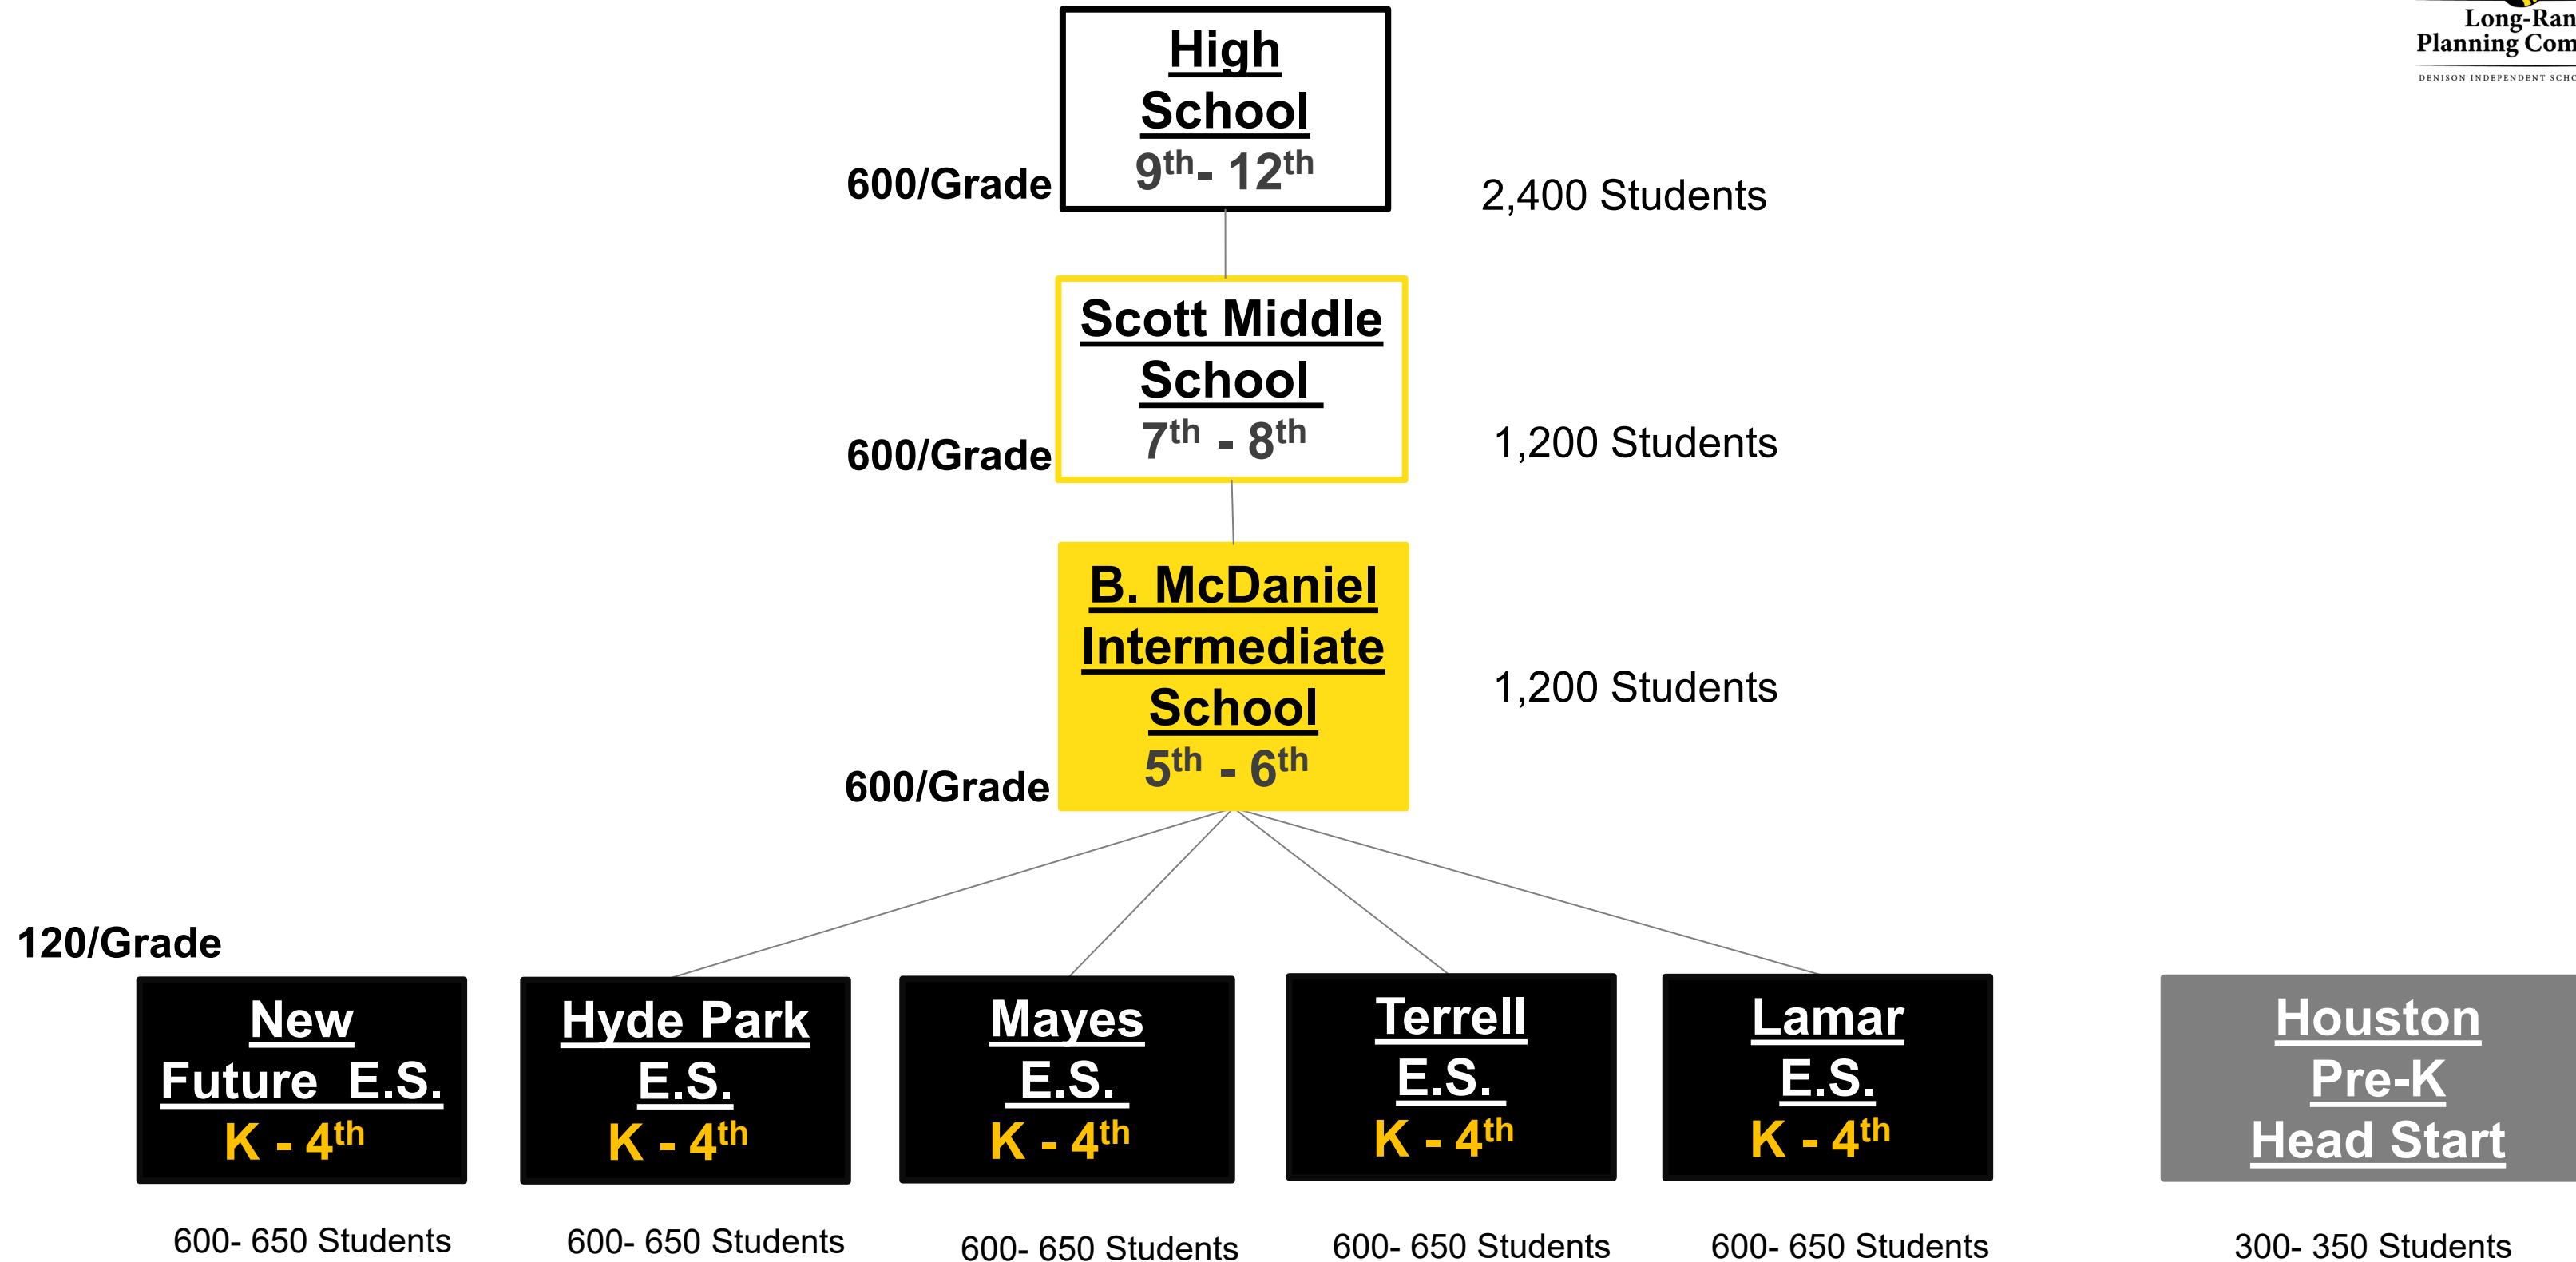 Long-Ran
Planning Com
DENISON INDEPENDENT SCHO
High
School
9th- 12th
600/Grade
2,400 Students
Scott Middle
School
7th - 8th
600/Grade
1,200 Students
B. McDaniel
Intermediate
School
5th - 6th
600/Grade
1,200 Students
120/Grade
New
Future E.S.
K - 4th
600- 650 Students
Hyde Park
E.S.
K - 4th
600- 650 Students
Mayes
E.S.
K - 4th
600- 650 Students
Terrell
E.S.
K - 4th
600- 650 Students
Lamar
E.S.
K - 4th
600- 650 Students
Houston
Pre-K
Head Start
300- 350 Students